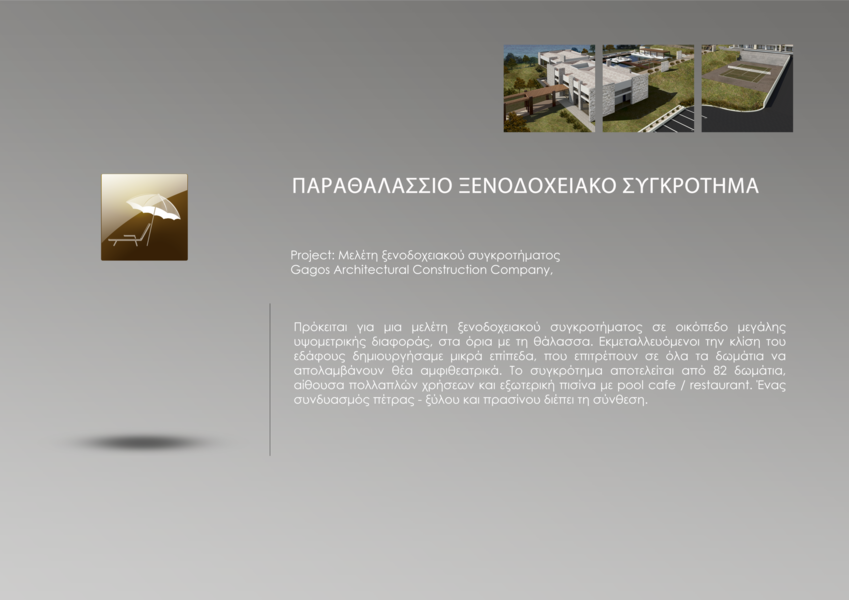 ΠΑΡΑΘΑΛΑΣΣΙΟ ΞΕΝΟΔΟΧΕΙΑΚΟ ΣΥΓΚΡΟΤΗΜΑ
Project: Μελέτη ξενοδοχειακού συγκροτήματος
Gagos Architectural Construction Company,
Πρόκειται για μια μελέτη ξενοδοχειακού συγκροτήματος σε οικόπεδο μεγάλης
υψομετρικής διαφοράς, στα όρια με τη θάλασσα. Εκμεταλλευόμενοι την κλίση του
εδάφους δημιουργήσαμε μικρά επίπεδα, που επιτρέπουν σε όλα τα δωμάτια να
απολαμβάνουν θέα αμφιθεατρικά. Το συγκρότημα αποτελείται από 82 δωμάτια,
αίθουσα πολλαπλών χρήσεων και εξωτερική πισίνα με pool cafe / restaurant. Ένας
συνδυασμός πέτρας - ξύλου και πρασίνου διέπει τη σύνθεση.